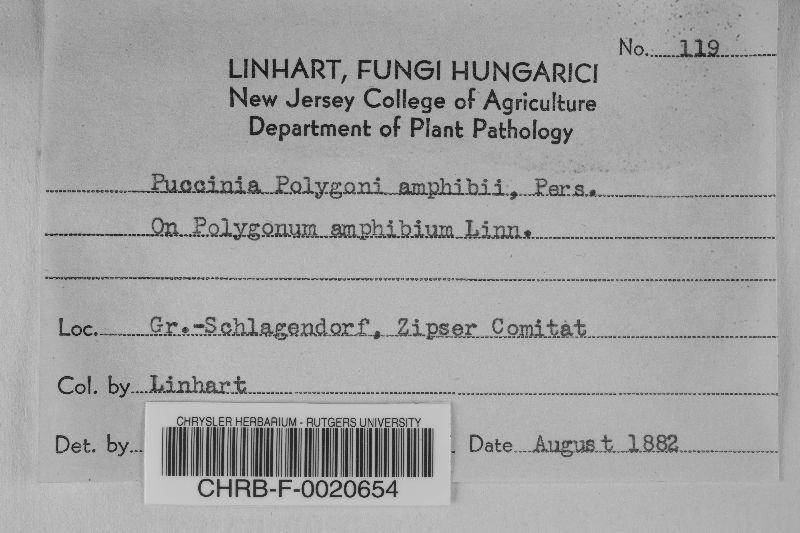 No. 119
LINHART, FUNGI HUNGARICI
New Jersey College of Agriculture
Department of Plant Pathology
Puccinia Polygoni amphibii, Pers.
On Polygonum amphibium Linn.
Loc. Gr.-Schlagendorf, Zipser Comitat
Col. by Linhart
Det. by Date August 1882
CHRYSLER HERBARIUM - RUTGERS UNIVERSITY
CHRB-F-0020654